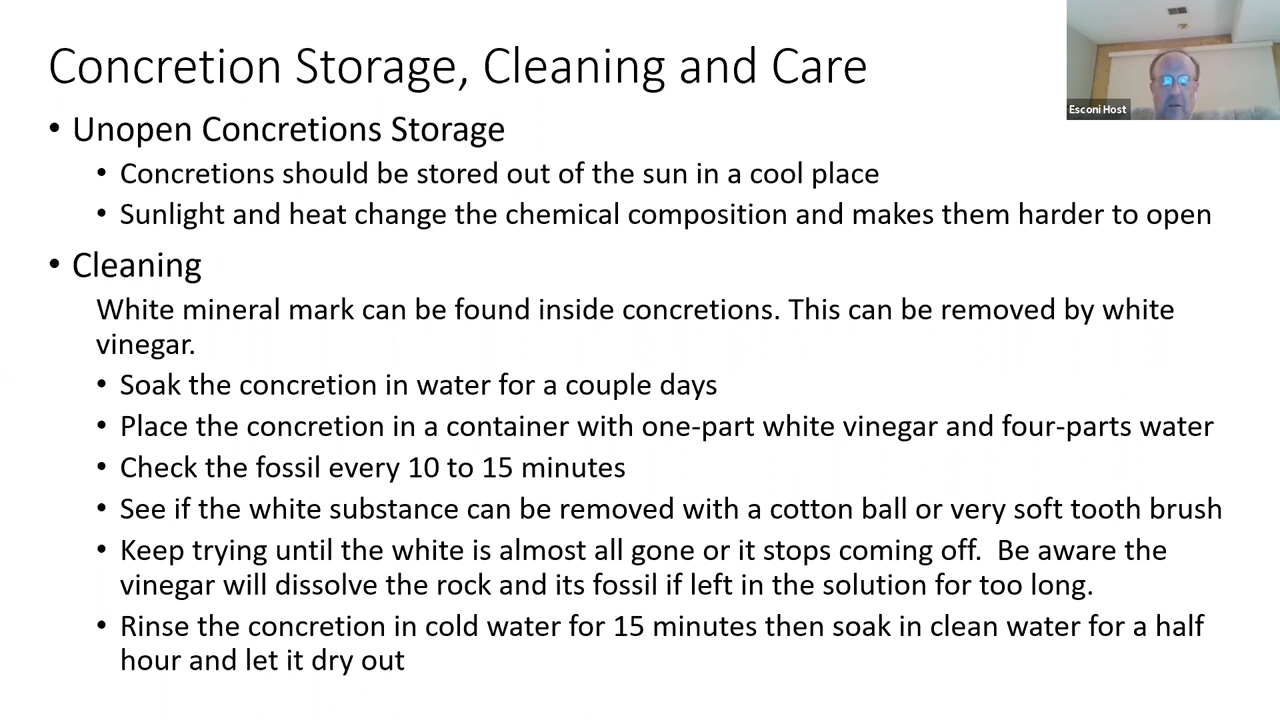 Concretion Storage, Cleaning and Care
Esconi Host
• Unopen Concretions Storage
• Concretions should be stored out of the sun in a cool place
• Sunlight and heat change the chemical composition and makes them harder to open
• Cleaning
White mineral mark can be found inside concretions. This can be removed by white
vinegar.
• Soak the concretion in water for a couple days
• Place the concretion in a container with one-part white vinegar and four-parts water
• Check the fossil every 10 to 15 minutes
• See if the white substance can be removed with a cotton ball or very soft tooth brush
• Keep trying until the white is almost all gone or it stops coming off.  Be aware the
vinegar will dissolve the rock and its fossil if left in the solution for too long.
• Rinse the concretion in cold water for 15 minutes then soak in clean water for a half
hour and let it dry out